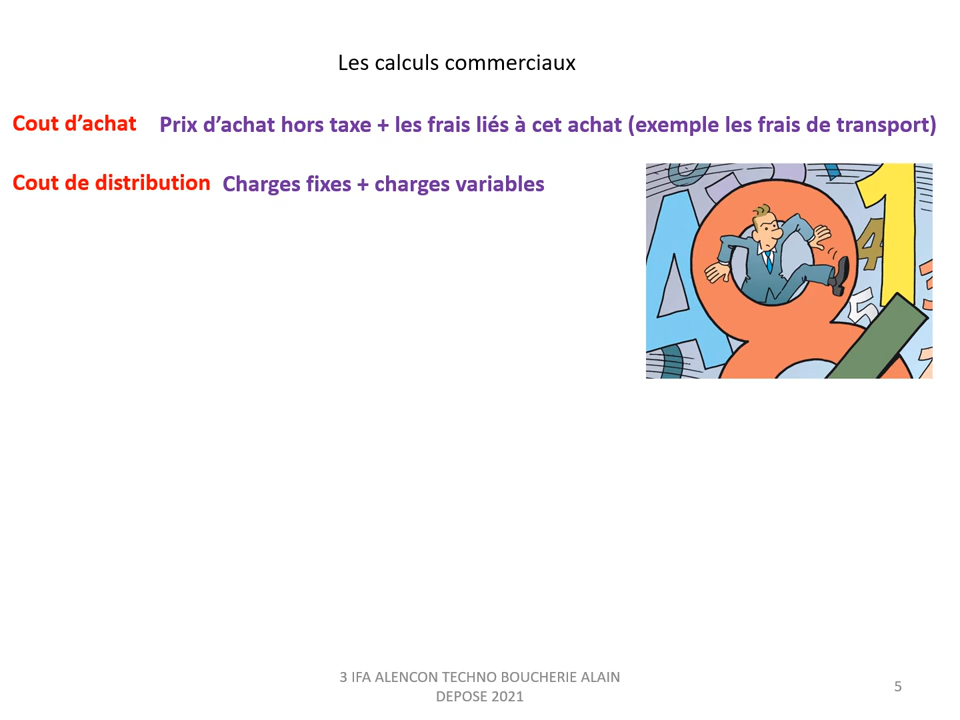 Les calculs commerciaux
Cout d’achat Prix d’achat hors taxe + les frais liés à cet achat (exemple les frais de transport)
Cout de distribution Charges fixes + charges variables
3 IFA ALENCON TECHNO BOUCHERIE ALAIN
DEPOSE 2021
5